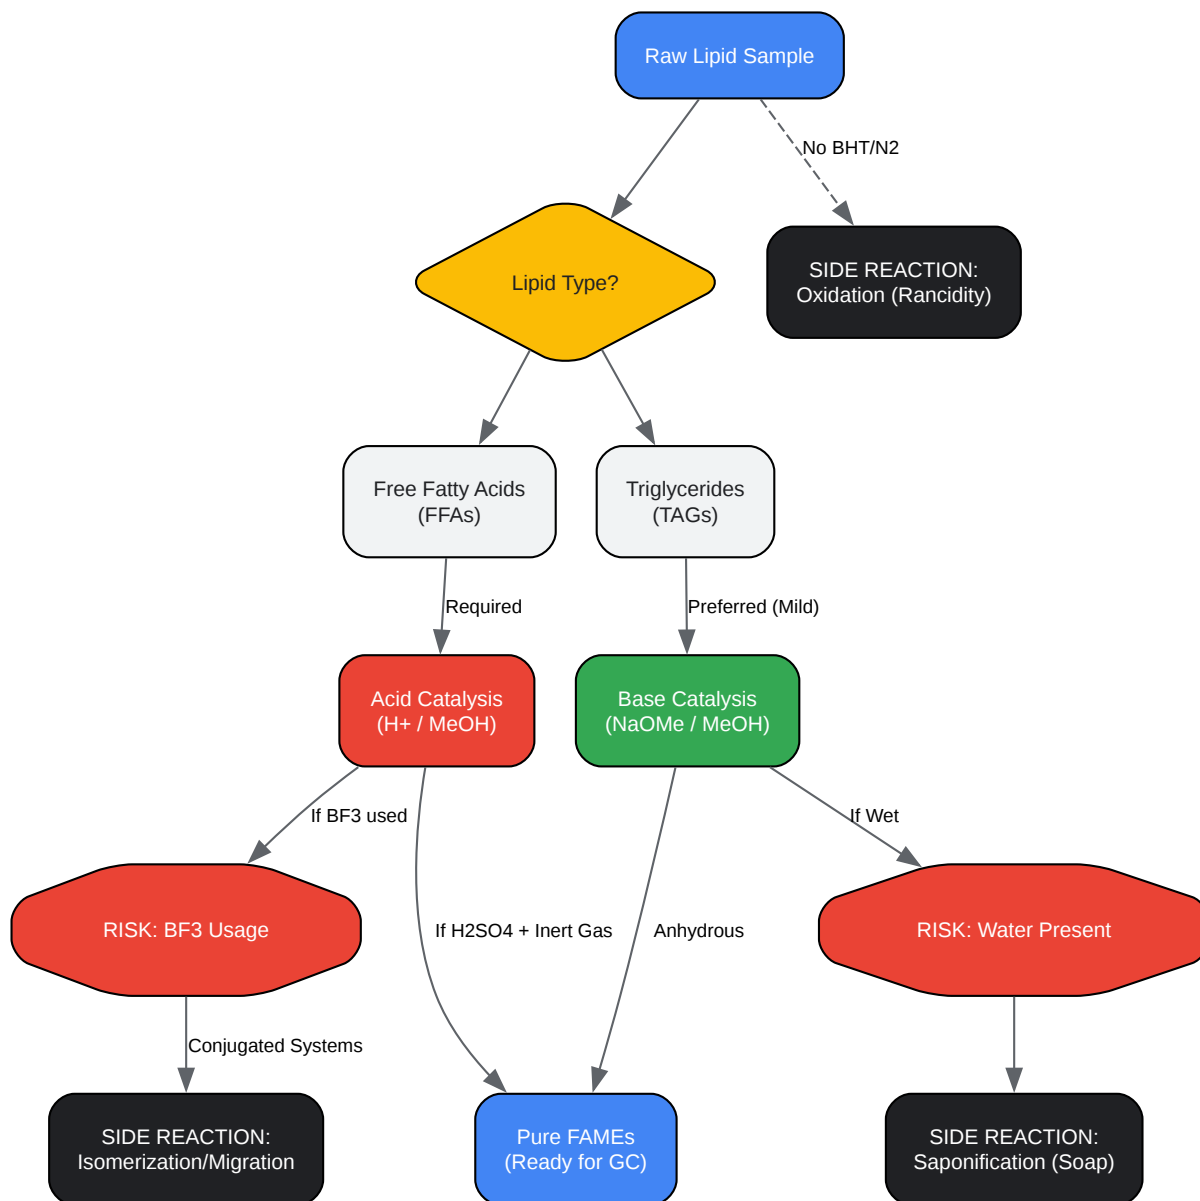 Raw Lipid Sample
No BHT/N2
SIDE REACTION:
Oxidation (Rancidity)
Lipid Type?
Free Fatty Acids
(FFAs)
Triglycerides
(TAGs)
Required
Preferred (Mild)
Acid Catalysis
(H+ / MeOH)
Base Catalysis
(NaOMe / MeOH)
If BF3 used
If Wet
RISK: BF3 Usage
If H2SO4 + Inert Gas
Anhydrous
RISK: Water Present
Conjugated Systems
SIDE REACTION:
Isomerization/Migration
Pure FAMEs
(Ready for GC)
SIDE REACTION:
Saponification (Soap)